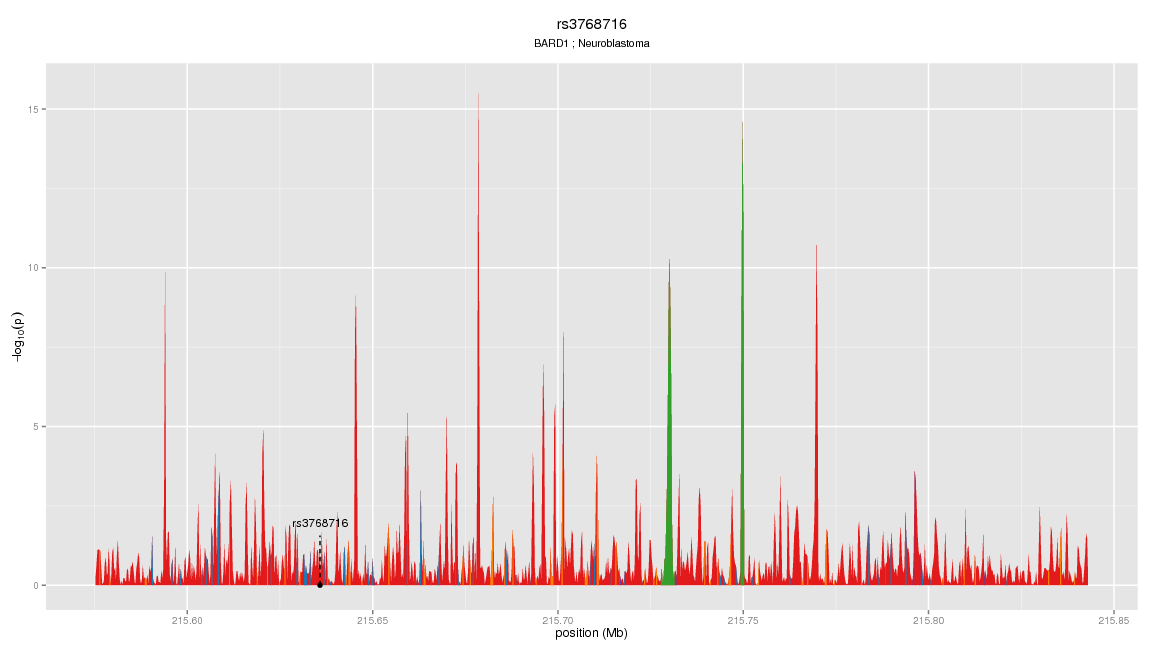 rs3768716
BARD1 ; Neuroblastoma
15
10
5
0
−log10(p)
rs3768716
215.60
215.65
215.70
215.75
215.80
215.85
position (Mb)